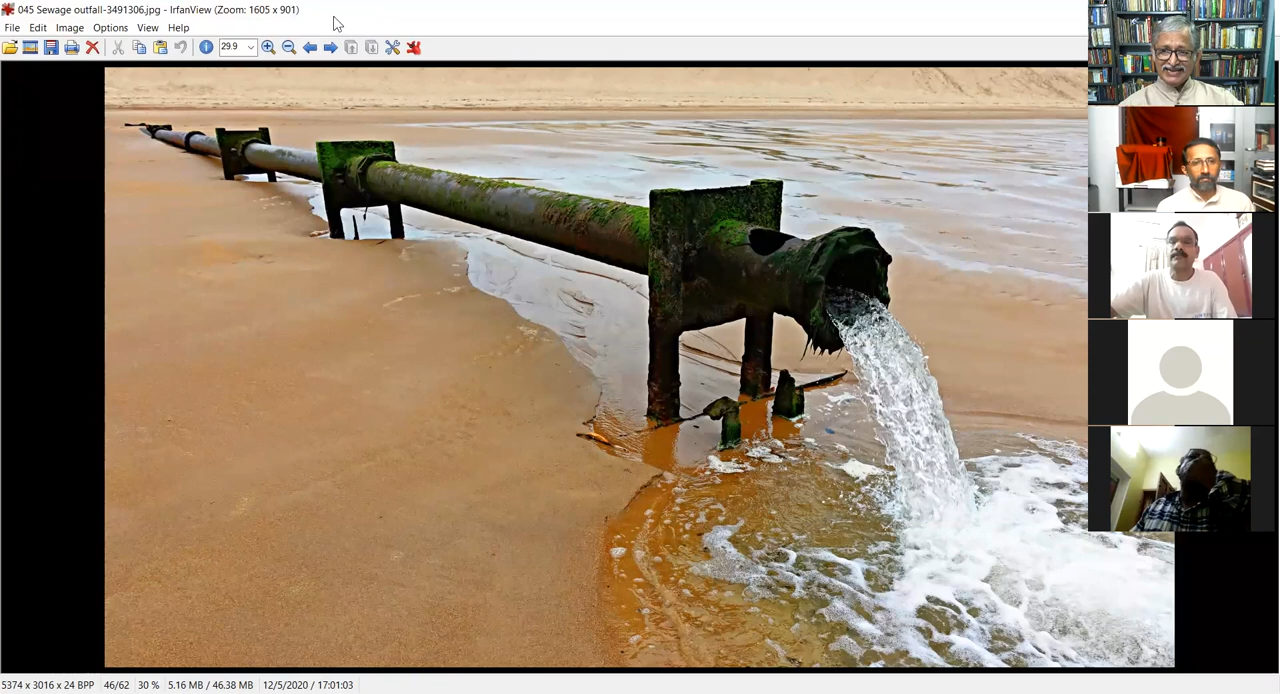 045 Sewage outfall-3491306.jpg - IrfanView (Zoom: 1605 x 901)
File Edit Image Options View Help
29.9
5374 x 3016 x 24 BPP 46/62 30 % 5.16 MB / 46.38 MB 12/5/2020 / 17:01:03